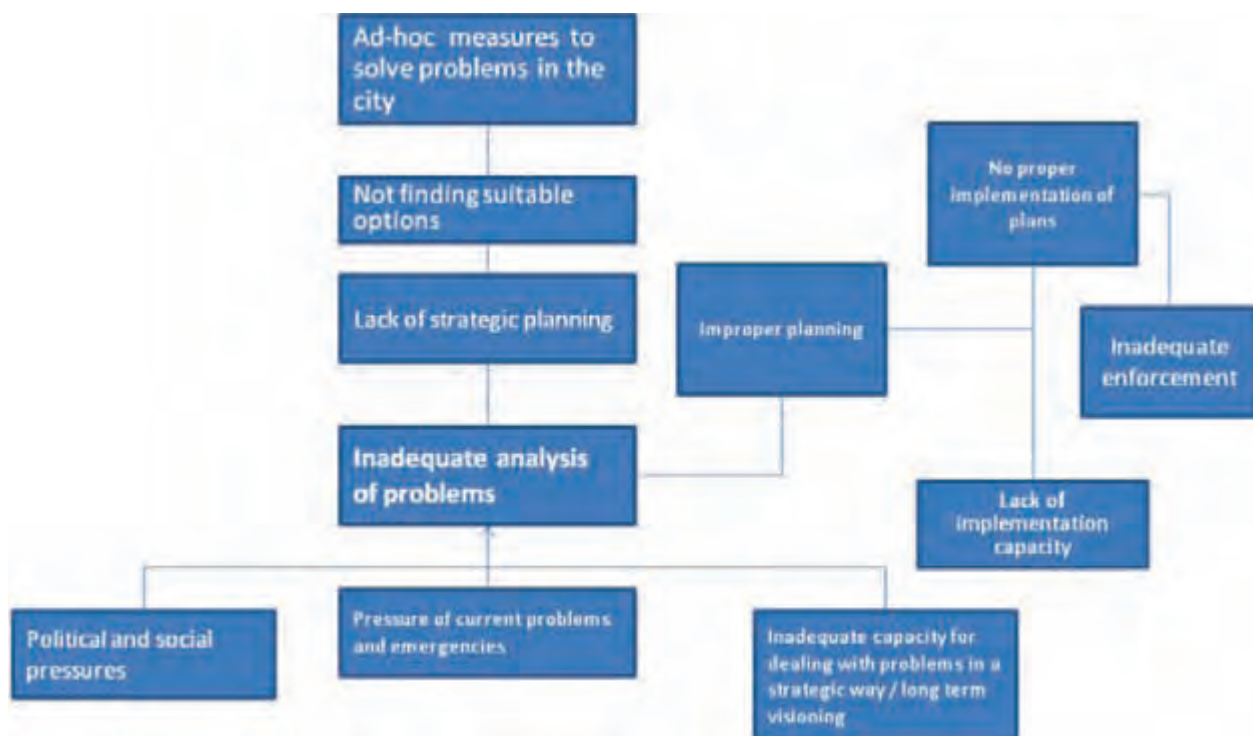 Ad-hoc measures to
solve problems in the
city
Not finding suitable
options
Lack of strategic planning
Inadequate analysis
of problems
Political and social
pressures
Pressure of current problems
and emergencies
Inadequate capacity for
dealing with problems in a
strategic way / long term
visioning
Improper planning
No proper
implementation of
plans
Inadequate
enforcement
Lack of
implementation
capacity